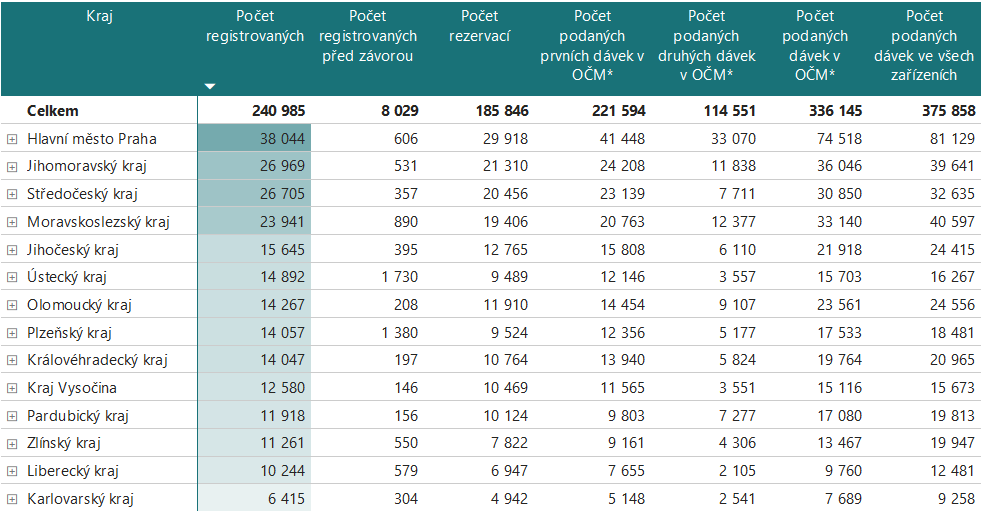 Kraj Počet registrovaných Počet registrovaných před závorou Počet rezervací Počet podaných prvních dávek v OČM* Počet podaných druhých dávek v OČM* Počet podaných dávek v OČM* Počet podaných dávek ve všech zařízeních
Celkem 240 985 8 029 185 846 221 594 114 551 336 145 375 858
Hlavní město Praha 38 044 606 29 918 41 448 33 070 74 518 81 129
Jihomoravský kraj 26 969 531 21 310 24 208 11 838 36 046 39 641
Středočeský kraj 26 705 357 20 456 23 139 7 711 30 850 32 635
Moravskoslezský kraj 23 941 890 19 406 20 763 12 377 33 140 40 597
Jihočeský kraj 15 645 395 12 765 15 808 6 110 21 918 24 415
Ústecký kraj 14 892 1 730 9 489 12 146 3 557 15 703 16 267
Olomoucký kraj 14 267 208 11 910 14 454 9 107 23 561 24 556
Plzeňský kraj 14 057 1 380 9 524 12 356 5 177 17 533 18 481
Královéhradecký kraj 14 047 197 10 764 13 940 5 824 19 764 20 965
Kraj Vysočina 12 580 146 10 469 11 565 3 551 15 116 15 673
Pardubický kraj 11 918 156 10 124 9 803 7 277 17 080 19 813
Zlínský kraj 11 261 550 7 822 9 161 4 306 13 467 19 947
Liberecký kraj 10 244 579 6 947 7 655 2 105 9 760 12 481
Karlovarský kraj 6 415 304 4 942 5 148 2 541 7 689 9 258